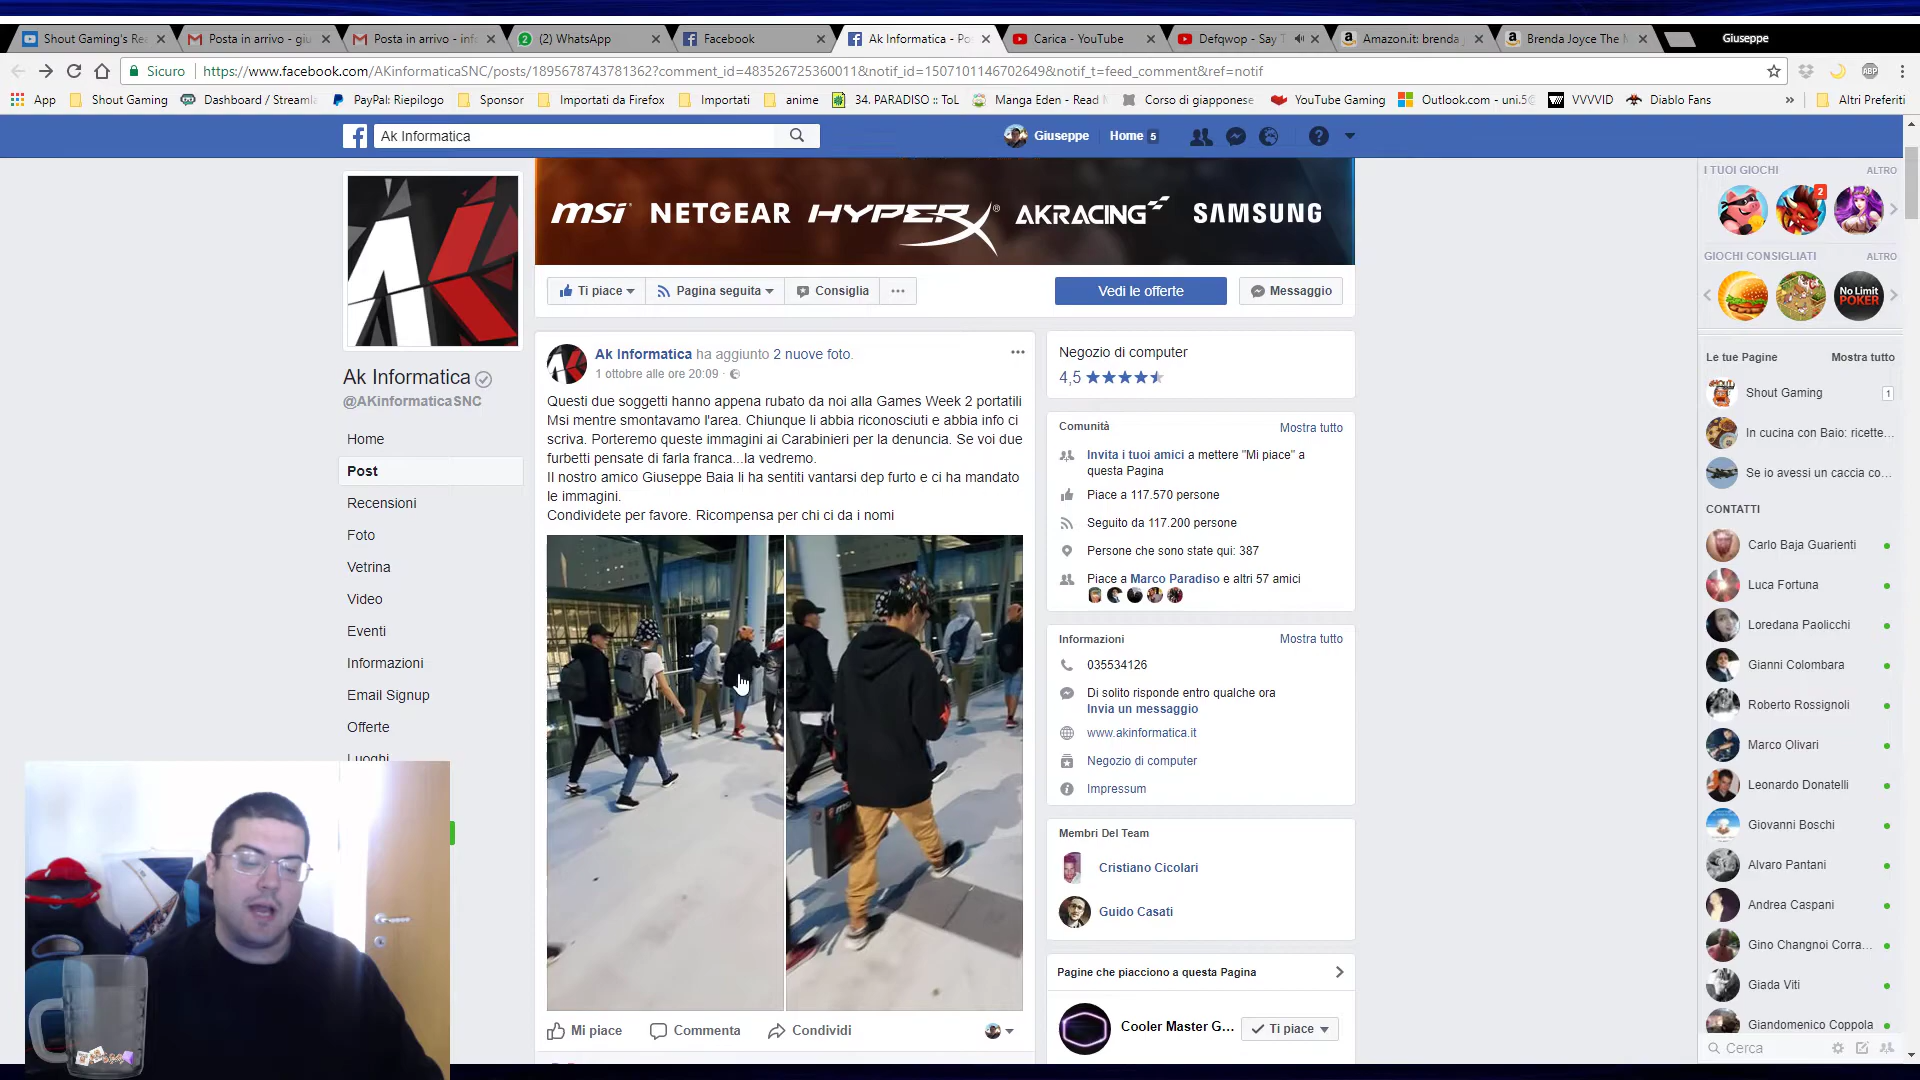 Shout Gaming's Re
Posta in arrivo - giu
Posta in arrivo - info
(2) WhatsApp
Facebook
Ak Informatica - Po
Carica - YouTube
Defqwop - Say T
Amazon.it: brenda j
Brenda Joyce The M
Giuseppe
Sicuro
https://www.facebook.com/AKinformaticaSNC/posts/1895678743781362?comment_id=483526725360011&notif_id=1507101146702649&notif_t=feed_comment&ref=notif
ABP
App
Shout Gaming
Dashboard / Streamla
PayPal: Riepilogo
Sponsor
Importati da Firefox
Importati
anime
34. PARADISO :: ToL
Manga Eden - Read
Corso di giapponese
YouTube Gaming
Outlook.com - uni.5@
VVVVID
Diablo Fans
»
Altri Preferiti
Ak Informatica
Giuseppe
Home 5
msi NETGEAR HYPERX® AKRACING SAMSUNG
Ti piace
Pagina seguita
Consiglia
Vedi le offerte
Messaggio
Ak Informatica
@AKinformaticaSNC
Home
Post
Recensioni
Foto
Vetrina
Video
Eventi
Informazioni
Email Signup
Offerte
Luoghi
Ak Informatica ha aggiunto 2 nuove foto.
1 ottobre alle ore 20:09 ·
Questi due soggetti hanno appena rubato da noi alla Games Week 2 portatili
Msi mentre smontavamo l'area. Chiunque li abbia riconosciuti e abbia info ci
scriva. Porteremo queste immagini ai Carabinieri per la denuncia. Se voi due
furbetti pensate di farla franca...la vedremo.
Il nostro amico Giuseppe Baia li ha sentiti vantarsi dep furto e ci ha mandato
le immagini.
Condividete per favore. Ricompensa per chi ci da i nomi
Mi piace
Commenta
Condividi
Negozio di computer
4,5
Comunità
Mostra tutto
Invita i tuoi amici a mettere "Mi piace" a
questa Pagina
Piace a 117.570 persone
Seguito da 117.200 persone
Persone che sono state qui: 387
Piace a Marco Paradiso e altri 57 amici
Informazioni
Mostra tutto
035534126
Di solito risponde entro qualche ora
Invia un messaggio
www.akinformatica.it
Negozio di computer
Impressum
Membri Del Team
Cristiano Cicolari
Guido Casati
Pagine che piacciono a questa Pagina
Cooler Master G...
Ti piace
I TUOI GIOCHI
ALTRO
2
GIOCHI CONSIGLIATI
ALTRO
No Limit
POKER
Le tue Pagine
Mostra tutto
Shout Gaming
1
In cucina con Baio: ricette...
Se io avessi un caccia co...
CONTATTI
Carlo Baja Guarienti
Luca Fortuna
Loredana Paolicchi
Gianni Colombara
Roberto Rossignoli
Marco Olivari
Leonardo Donatelli
Giovanni Boschi
Alvaro Pantani
Andrea Caspani
Gino Changnoi Corra...
Giada Viti
Giandomenico Coppola
Cerca